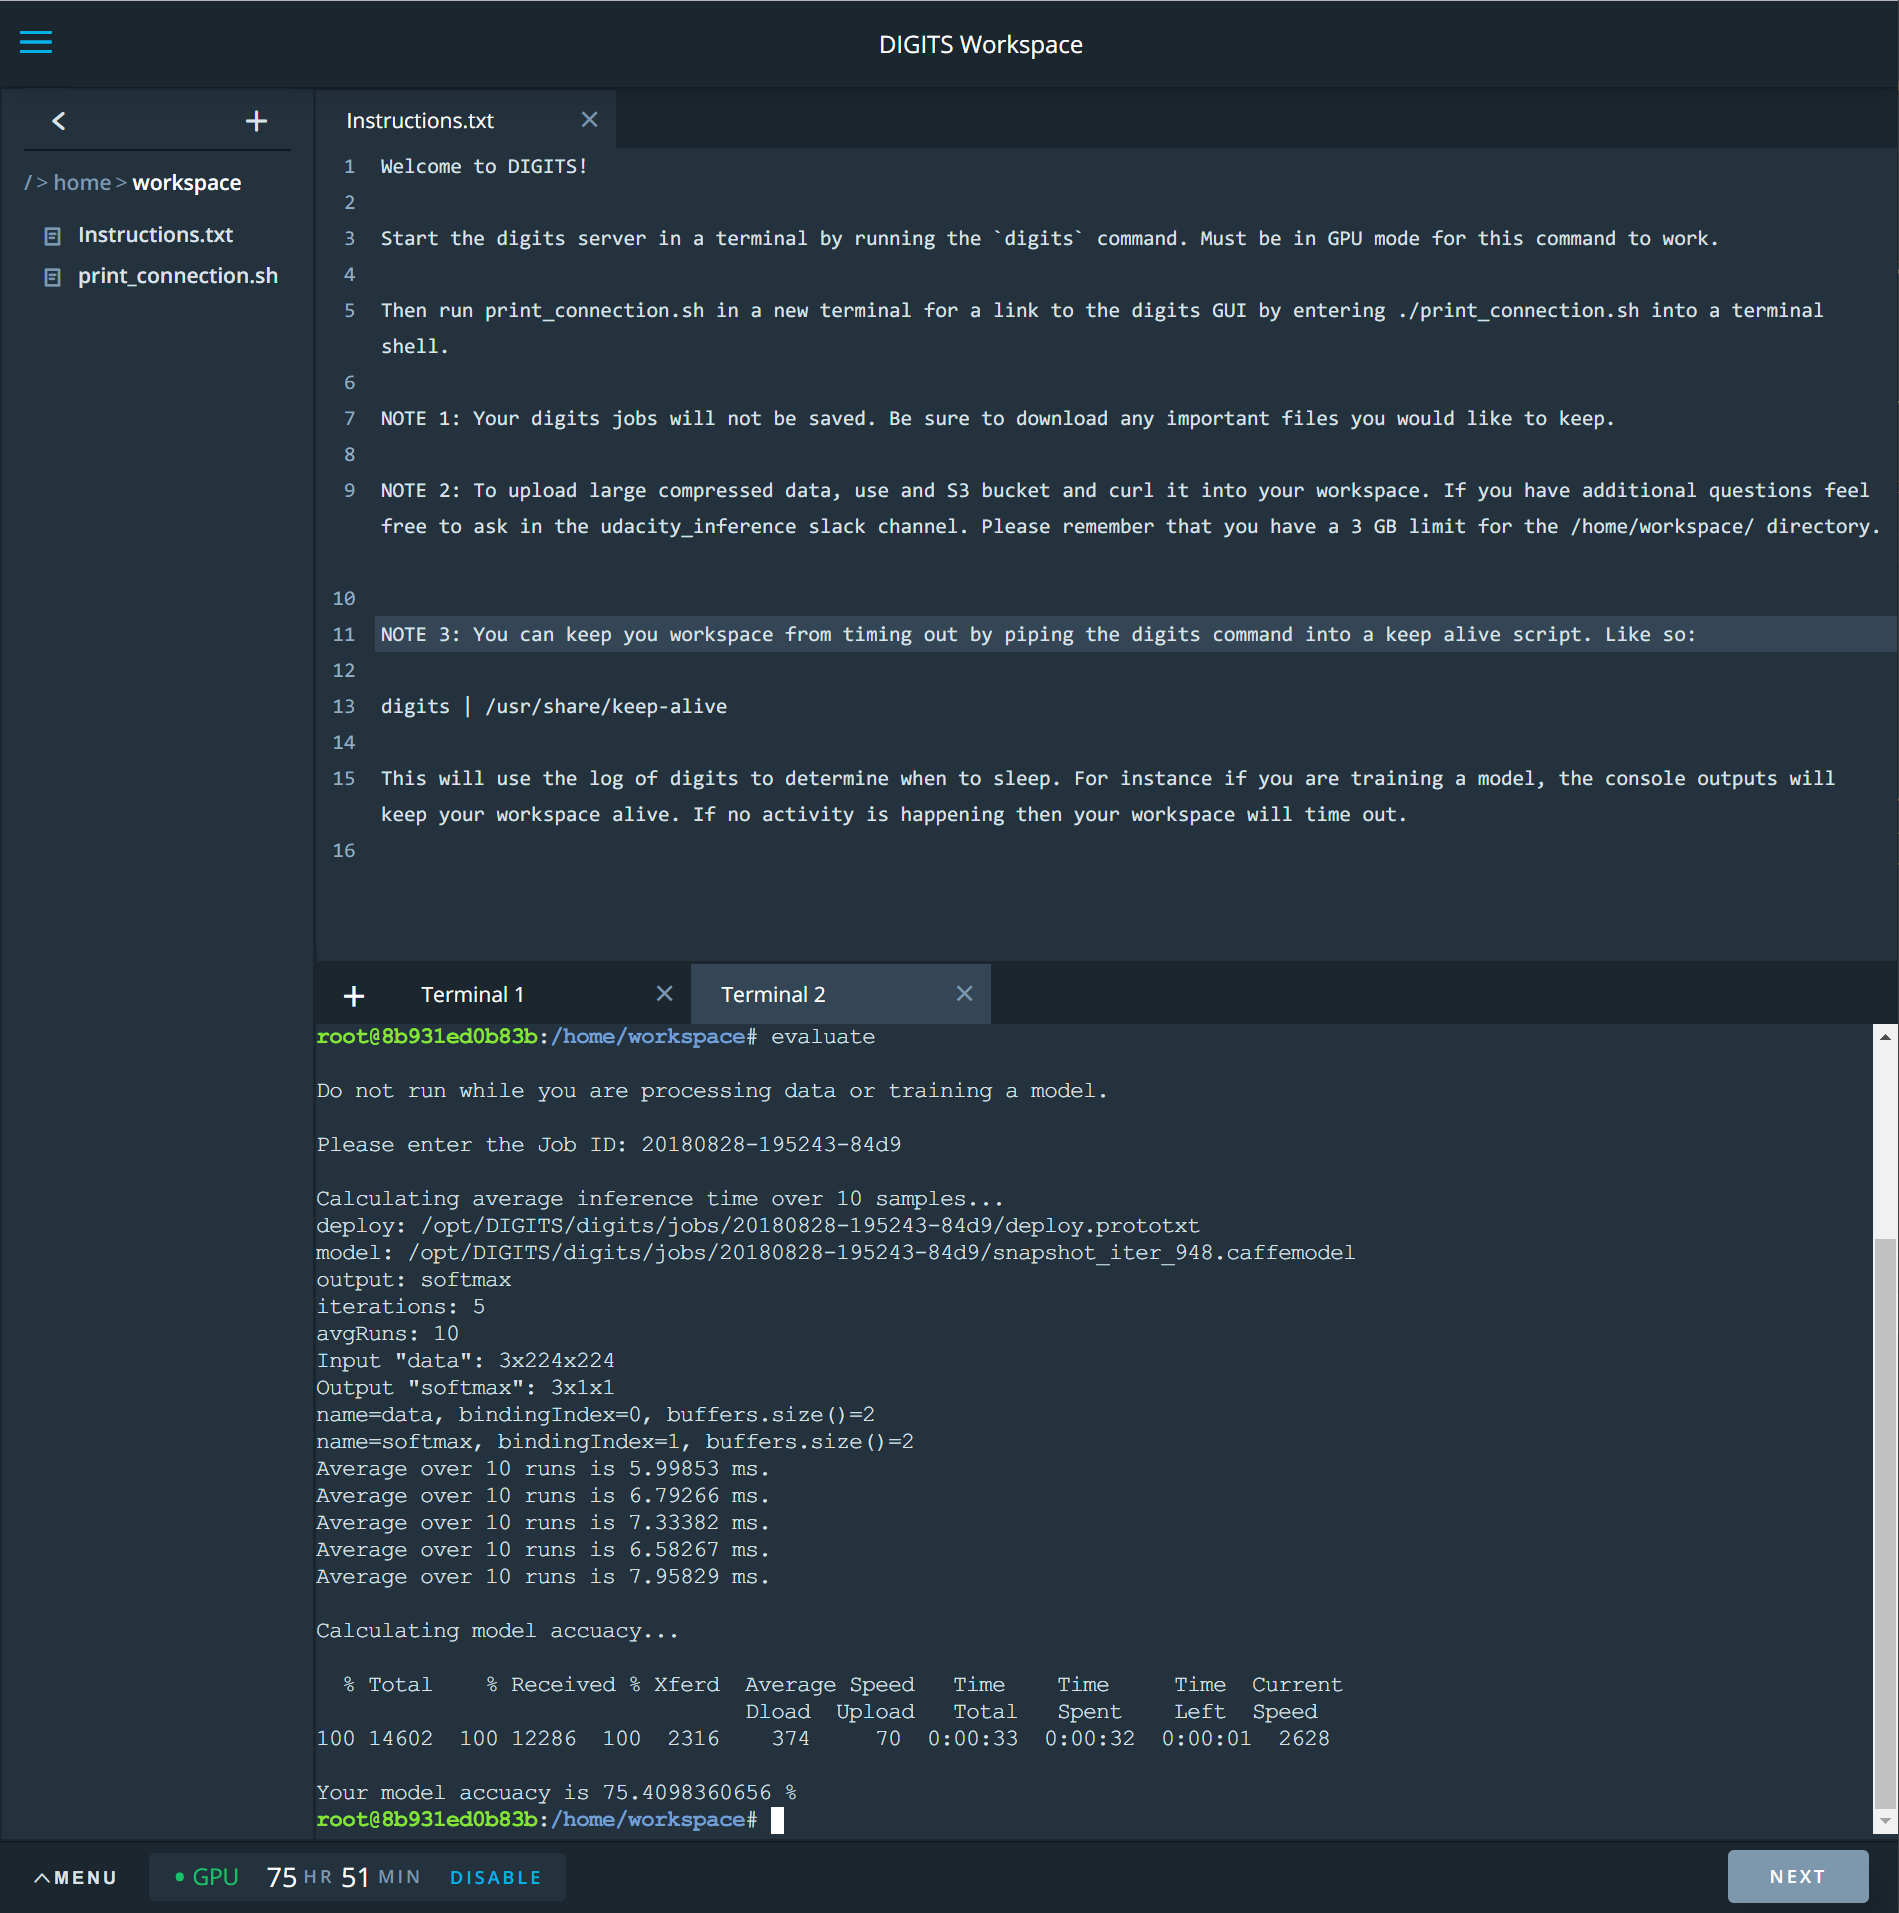 DIGITS Workspace
/ > home > workspace
Instructions.txt
print_connection.sh
Instructions.txt
1 Welcome to DIGITS!
2
3 Start the digits server in a terminal by running the `digits` command. Must be in GPU mode for this command to work.
4
5 Then run print_connection.sh in a new terminal for a link to the digits GUI by entering ./print_connection.sh into a terminal
shell.
6
7 NOTE 1: Your digits jobs will not be saved. Be sure to download any important files you would like to keep.
8
9 NOTE 2: To upload large compressed data, use and S3 bucket and curl it into your workspace. If you have additional questions feel
free to ask in the udacity_inference slack channel. Please remember that you have a 3 GB limit for the /home/workspace/ directory.
10
11 NOTE 3: You can keep you workspace from timing out by piping the digits command into a keep alive script. Like so:
12
13 digits | /usr/share/keep-alive
14
15 This will use the log of digits to determine when to sleep. For instance if you are training a model, the console outputs will
keep your workspace alive. If no activity is happening then your workspace will time out.
16
Terminal 1
Terminal 2
root@8b931ed0b83b:/home/workspace# evaluate
Do not run while you are processing data or training a model.
Please enter the Job ID: 20180828-195243-84d9
Calculating average inference time over 10 samples...
deploy: /opt/DIGITS/digits/jobs/20180828-195243-84d9/deploy.prototxt
model: /opt/DIGITS/digits/jobs/20180828-195243-84d9/snapshot_iter_948.caffemodel
output: softmax
iterations: 5
avgRuns: 10
Input "data": 3x224x224
Output "softmax": 3x1x1
name=data, bindingIndex=0, buffers.size()=2
name=softmax, bindingIndex=1, buffers.size()=2
Average over 10 runs is 5.99853 ms.
Average over 10 runs is 6.79266 ms.
Average over 10 runs is 7.33382 ms.
Average over 10 runs is 6.58267 ms.
Average over 10 runs is 7.95829 ms.
Calculating model accuacy...
% Total % Received % Xferd Average Speed Time Time Time Current
Dload Upload Total Spent Left Speed
100 14602 100 12286 100 2316 374 70 0:00:33 0:00:32 0:00:01 2628
Your model accuacy is 75.4098360656 %
root@8b931ed0b83b:/home/workspace#
MENU
GPU 75 HR 51 MIN DISABLE
NEXT